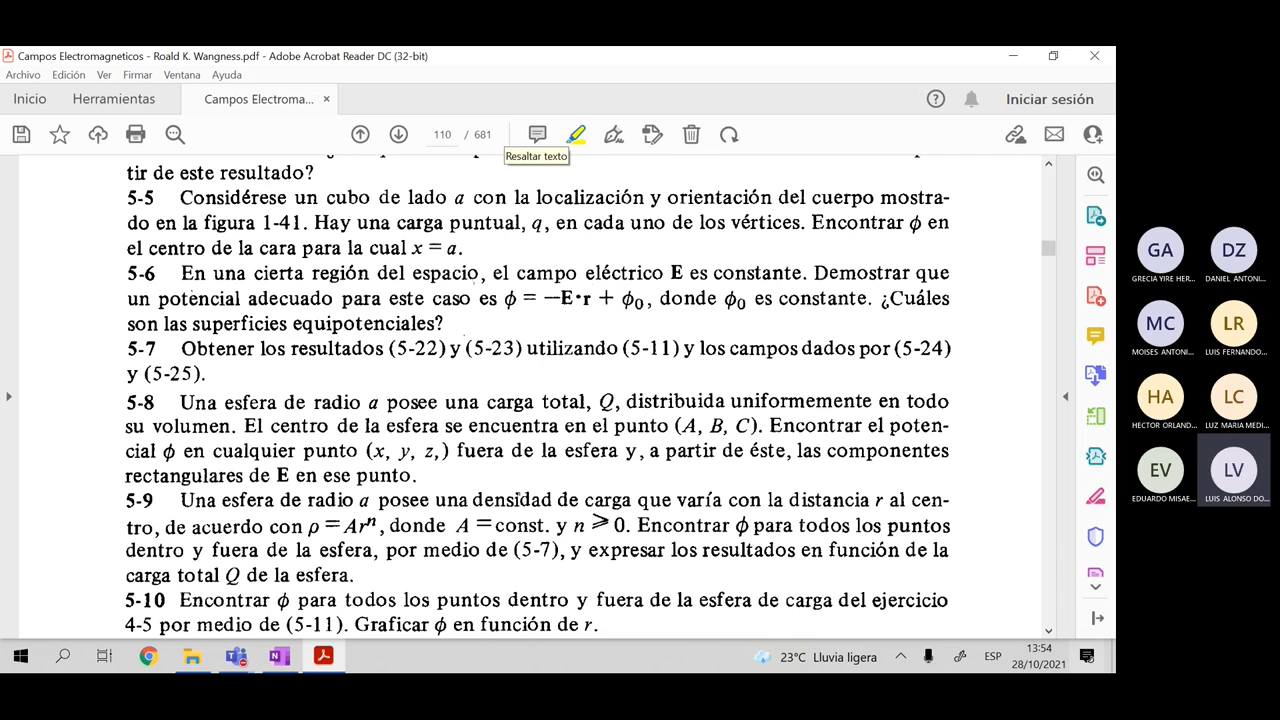 Campos Electromagneticos - Roald K. Wangness.pdf - Adobe Acrobat Reader DC (32-bit)
Archivo Edición Ver Firmar Ventana Ayuda
Inicio Herramientas Campos Electroma... × Iniciar sesión
110 / 681
Resaltar texto
tir de este resultado?
5-5 Considérese un cubo de lado a con la localización y orientación del cuerpo mostra-
do en la figura 1-41. Hay una carga puntual, q, en cada uno de los vértices. Encontrar ϕ en
el centro de la cara para la cual x = a.
5-6 En una cierta región del espacio, el campo eléctrico E es constante. Demostrar que
un potencial adecuado para este caso es ϕ = −E·r + ϕ₀, donde ϕ₀ es constante. ¿Cuáles
son las superficies equipotenciales?
5-7 Obtener los resultados (5-22) y (5-23) utilizando (5-11) y los campos dados por (5-24)
y (5-25).
5-8 Una esfera de radio a posee una carga total, Q, distribuida uniformemente en todo
su volumen. El centro de la esfera se encuentra en el punto (A, B, C). Encontrar el poten-
cial ϕ en cualquier punto (x, y, z,) fuera de la esfera y, a partir de éste, las componentes
rectangulares de E en ese punto.
5-9 Una esfera de radio a posee una densidad de carga que varía con la distancia r al cen-
tro, de acuerdo con ρ = Arⁿ, donde A = const. y n ⩾ 0. Encontrar ϕ para todos los puntos
dentro y fuera de la esfera, por medio de (5-7), y expresar los resultados en función de la
carga total Q de la esfera.
5-10 Encontrar ϕ para todos los puntos dentro y fuera de la esfera de carga del ejercicio
4-5 por medio de (5-11). Graficar ϕ en función de r.
23°C Lluvia ligera ESP 13:54
28/10/2021
GA DZ
GRECIA YIRE HER... DANIEL ANTONI...
MC LR
MOISES ANTONI... LUIS FERNANDO...
HA LC
HECTOR ORLAND... LUZ MARIA MEDI...
EV LV
EDUARDO MISAE... LUIS ALONSO DO...